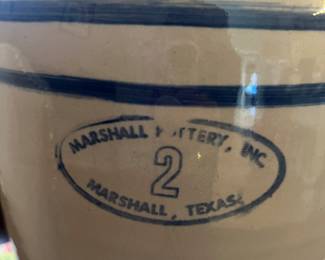 MARSHALL POTTERY, INC.
2
MARSHALL, TEXAS